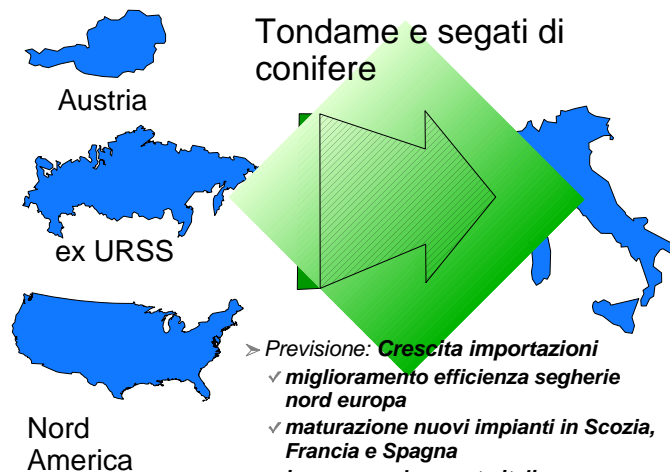 Tondame e segati di
conifere
Austria
ex URSS
Nord
America
➢ Previsione: Crescita importazioni
✓ miglioramento efficienza segherie
nord europa
✓ maturazione nuovi impianti in Scozia,
Francia e Spagna